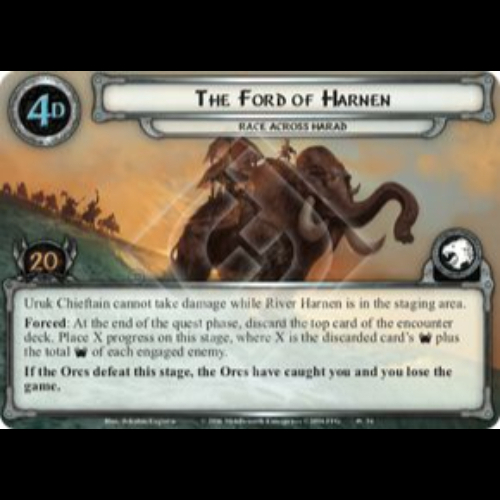 4D
THE FORD OF HARNEN
RACE ACROSS HARAD
20
Uruk Chieftain cannot take damage while River Harnen is in the staging area.
Forced: At the end of the quest phase, discard the top card of the encounter
deck. Place X progress on this stage, where X is the discarded card's plus
the total of each engaged enemy.
If the Orcs defeat this stage, the Orcs have caught you and you lose the
game.